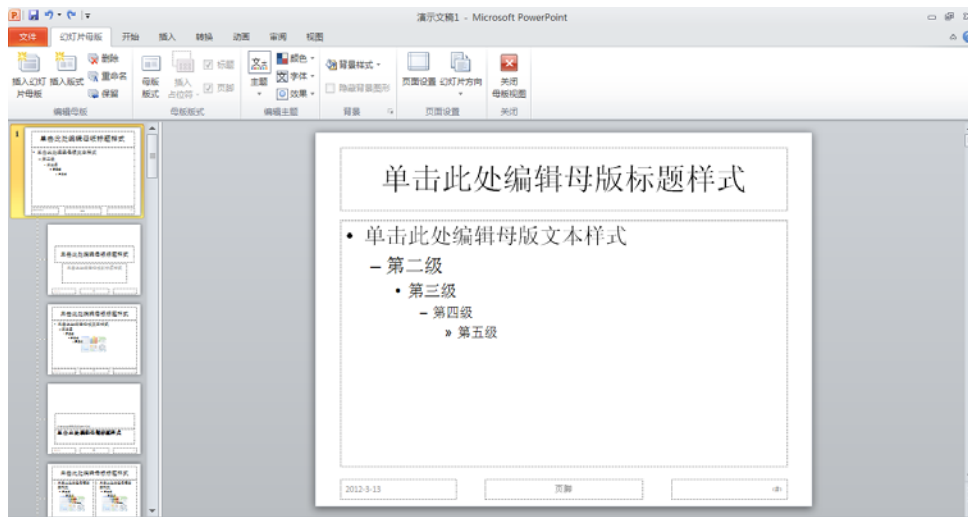 演示文稿1 - Microsoft PowerPoint
文件 幻灯片母版 开始 插入 转换 动画 审阅 视图
插入幻灯片母版 插入版式 删除 重命名 保留
编辑母版
母版版式 插入占位符 标题 页脚
母版版式
主题 颜色 字体 效果
编辑主题
背景样式 隐藏背景图形
背景
页面设置 幻灯片方向
页面设置
关闭母版视图
关闭
1
单击此处编辑母版标题样式
• 单击此处编辑母版文本样式
– 第二级
• 第三级
– 第四级
» 第五级
2012-3-13 页脚 ‹#›